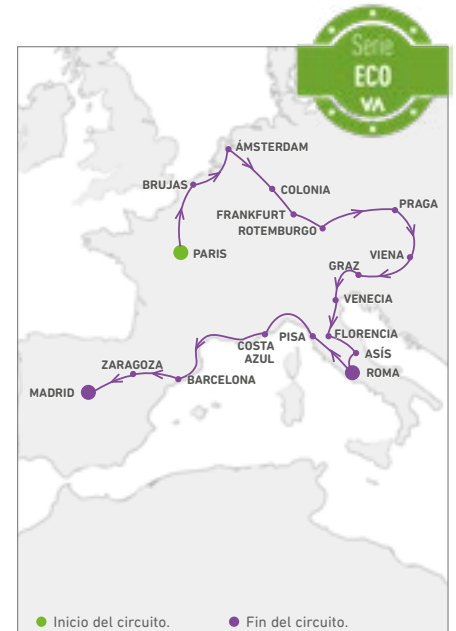 Serie
ECO
VA
ÁMSTERDAM
BRUJAS
COLONIA
FRANKFURT
ROTEMBURGO
PRAGA
PARIS
VIENA
GRAZ
VENECIA
FLORENCIA
PISA
COSTA
AZUL
ASÍS
ROMA
ZARAGOZA
BARCELONA
MADRID
Inicio del circuito.
Fin del circuito.